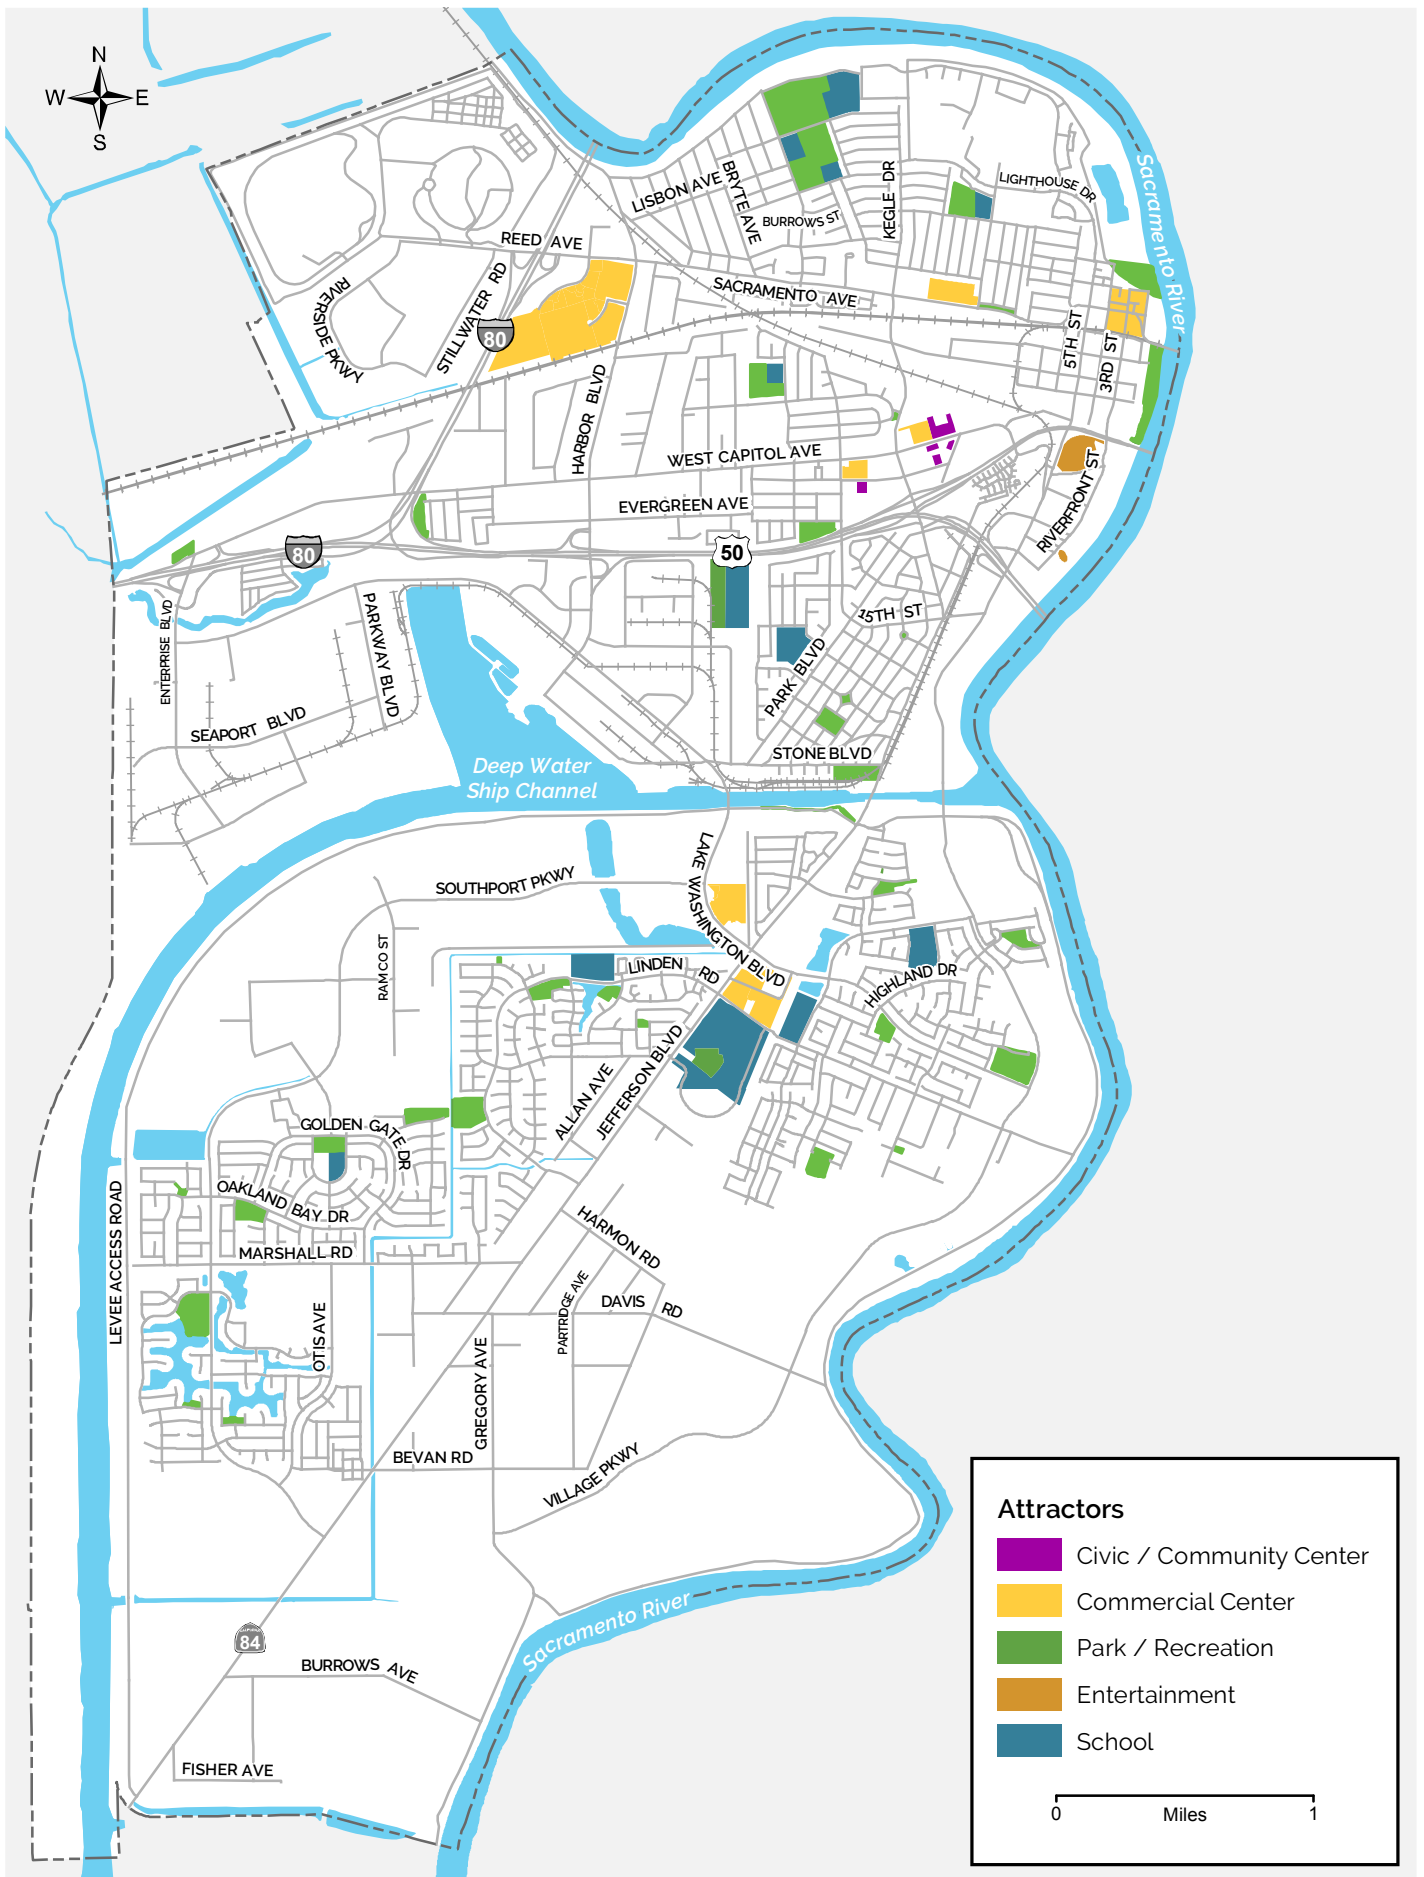 N
W E
S
Sacramento River
LISBON AVE
BRYTE AVE
BURROWS ST
KEGLE DR
LIGHTHOUSE DR
REED AVE
RIVERSIDE PKWY
STILLWATER RD
80
SACRAMENTO AVE
5TH ST
3RD ST
HARBOR BLVD
WEST CAPITOL AVE
EVERGREEN AVE
RIVERFRONT ST
80
50
ENTERPRISE BLVD
PARKWAY BLVD
15TH ST
PARK BLVD
SEAPORT BLVD
STONE BLVD
Deep Water
Ship Channel
LAKE WASHINGTON BLVD
SOUTHPORT PKWY
RAMCO ST
LINDEN RD
HIGHLAND DR
ALLAN AVE
JEFFERSON BLVD
GOLDEN GATE DR
OAKLAND BAY DR
MARSHALL RD
LEVEE ACCESS ROAD
HARMON RD
PARTRIDGE AVE
DAVIS RD
OTIS AVE
GREGORY AVE
BEVAN RD
VILLAGE PKWY
Sacramento River
84
BURROWS AVE
FISHER AVE
Attractors
Civic / Community Center
Commercial Center
Park / Recreation
Entertainment
School
0 Miles 1